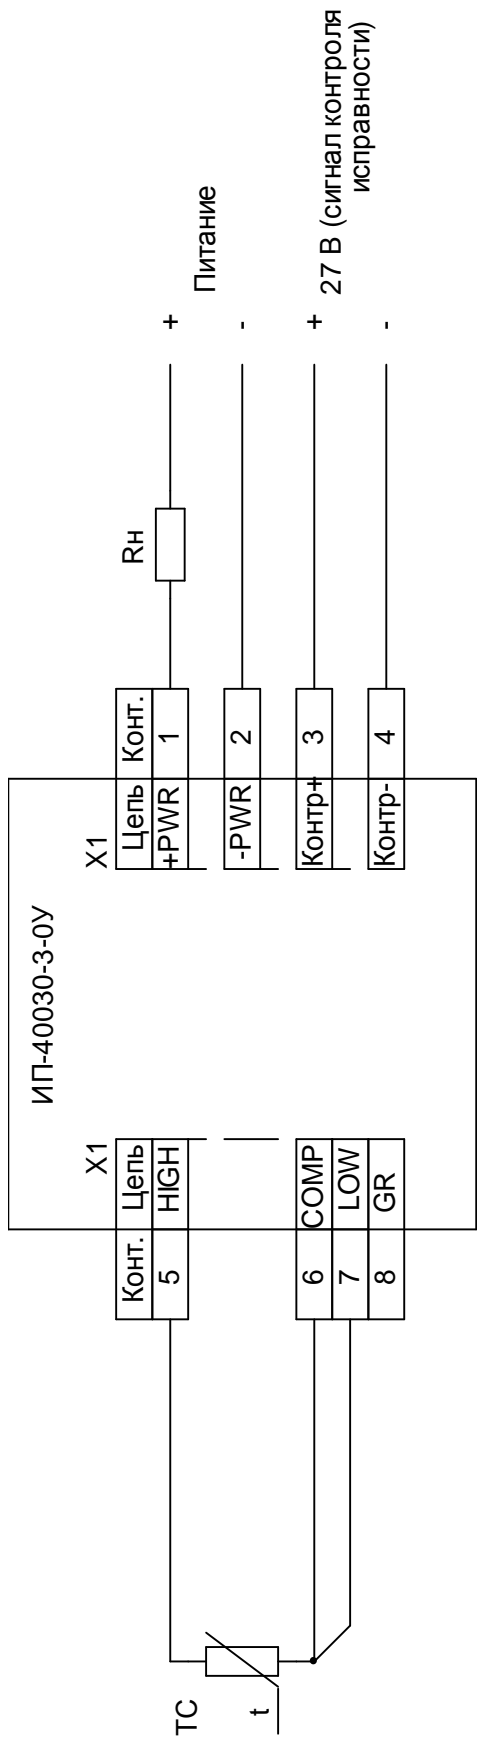 ИП-40030-3-0У
X1
Конт. Цепь
5 HIGH
6 COMP
7 LOW
8 GR
TC
t
X1
Цепь Конт.
+PWR 1
-PWR 2
Контр+ 3
Контр- 4
Rн
+
Питание
-
+
27 В (сигнал контроля
исправности)
-